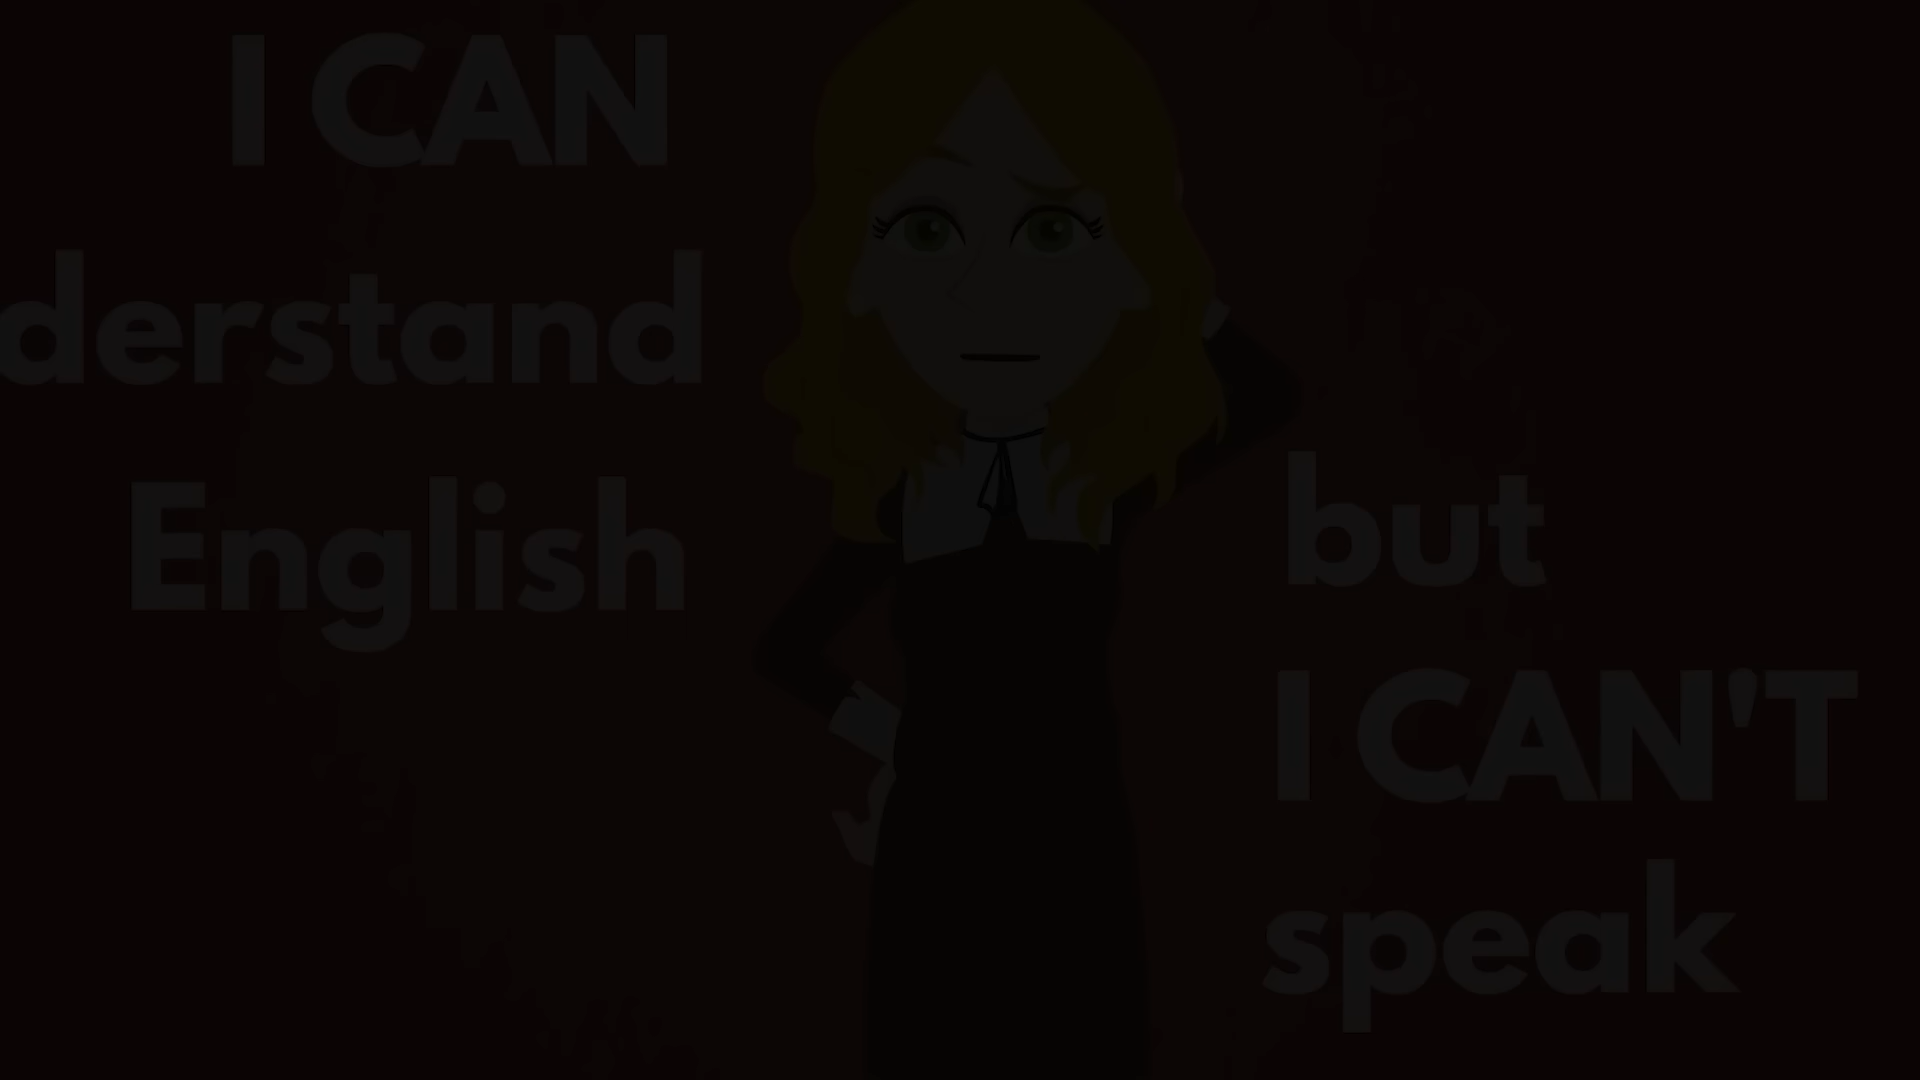 I CAN
derstand
English
but
I CAN'T
speak